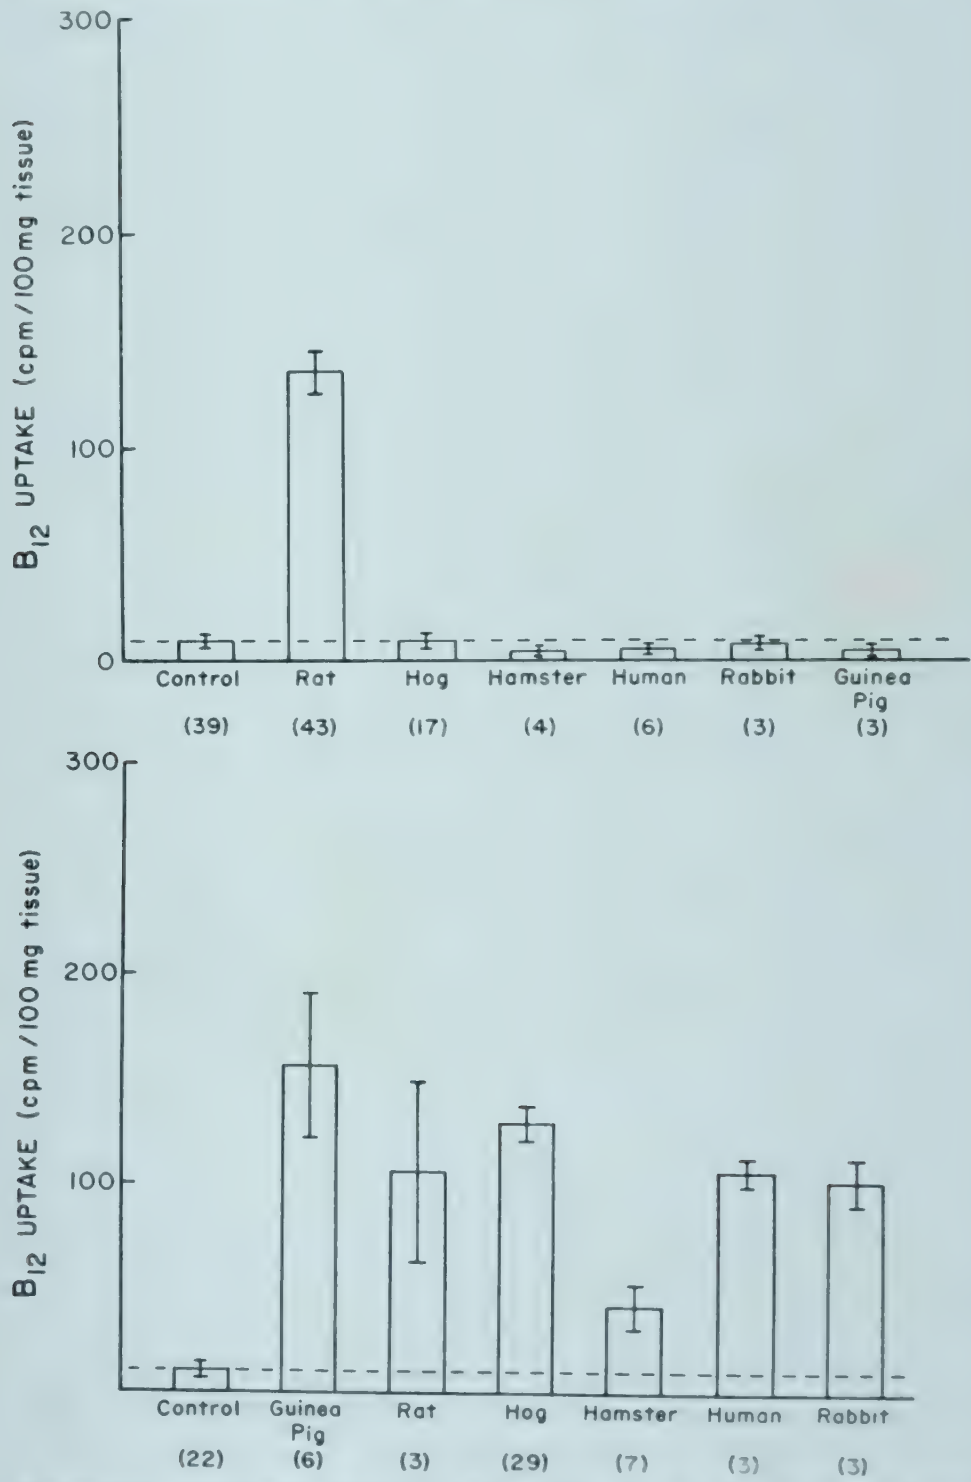 300
200
100
0
B12 UPTAKE (cpm/100mg tissue)
Control Rat Hog Hamster Human Rabbit Guinea
Pig
(39) (43) (17) (4) (6) (3) (3)
300
200
100
B12 UPTAKE (cpm/100mg tissue)
Control Guinea Rat Hog Hamster Human Rabbit
Pig
(22) (6) (3) (29) (7) (3) (3)